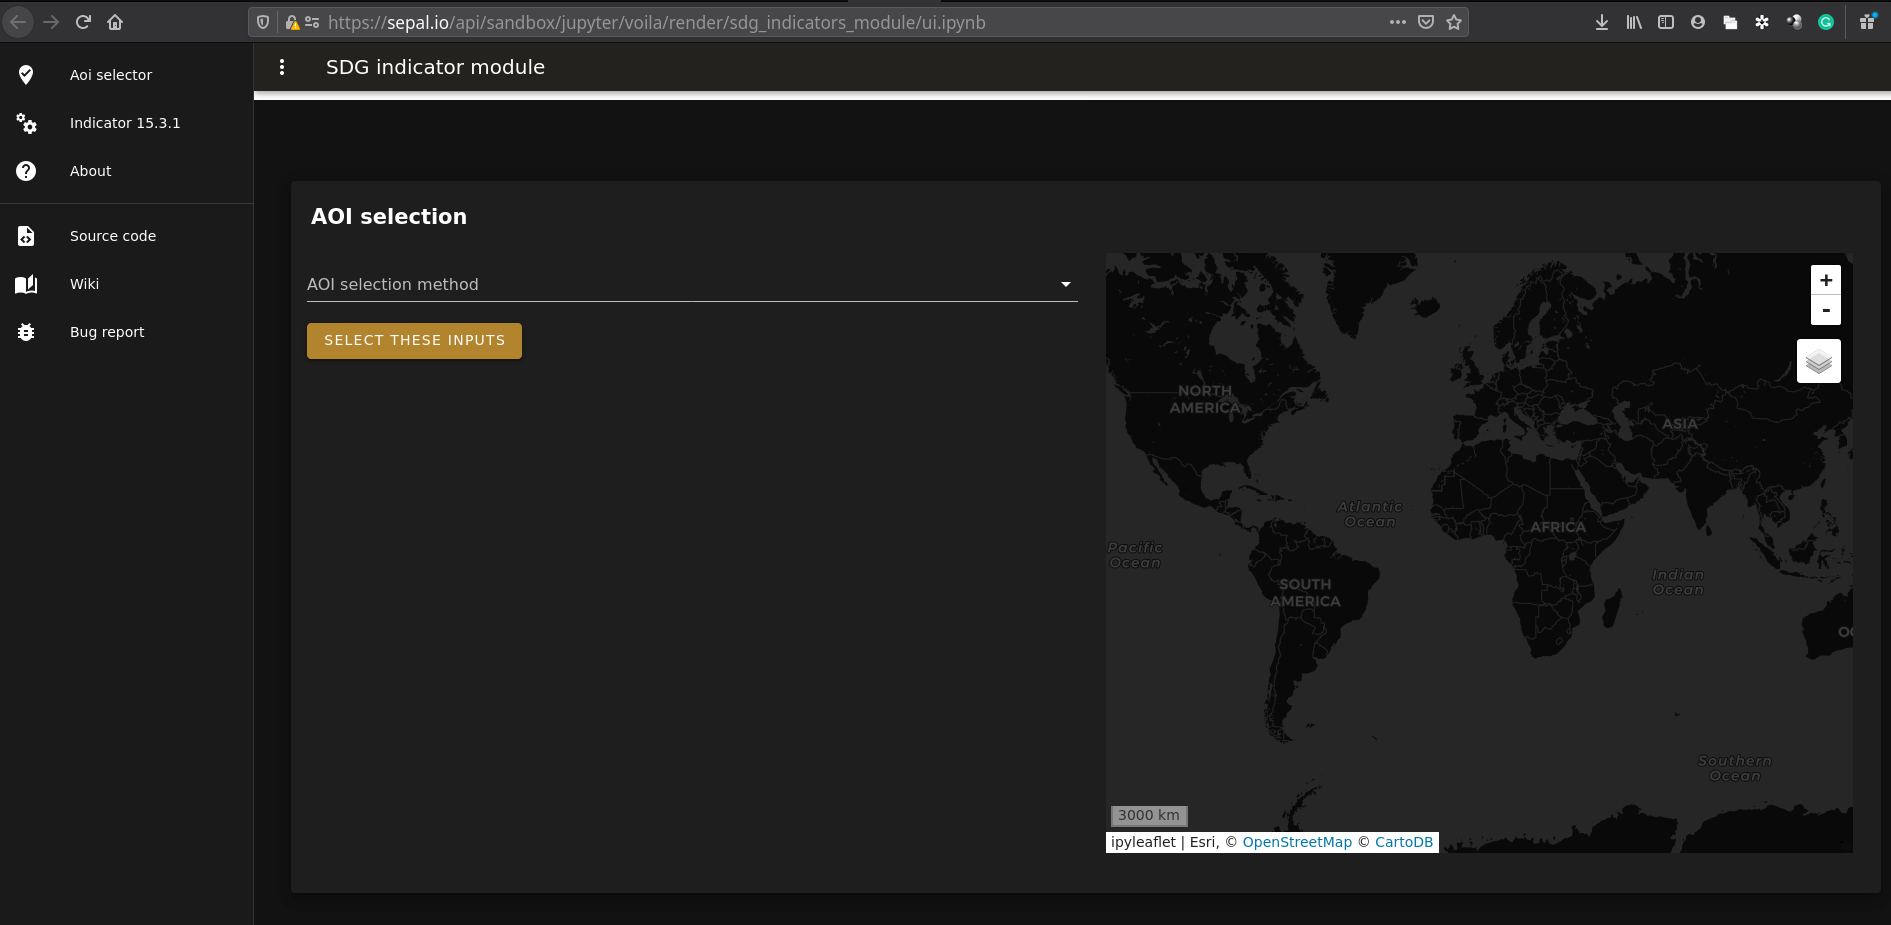 https://sepal.io/api/sandbox/jupyter/voila/render/sdg_indicators_module/ui.ipynb
Aoi selector
Indicator 15.3.1
About
Source code
Wiki
Bug report
SDG indicator module
AOI selection
AOI selection method
SELECT THESE INPUTS
+
-
NORTH
AMERICA
ASIA
Atlantic
Ocean
AFRICA
Pacific
Ocean
Indian
Ocean
SOUTH
AMERICA
OC
Southern
Ocean
3000 km
ipyleaflet | Esri, © OpenStreetMap © CartoDB